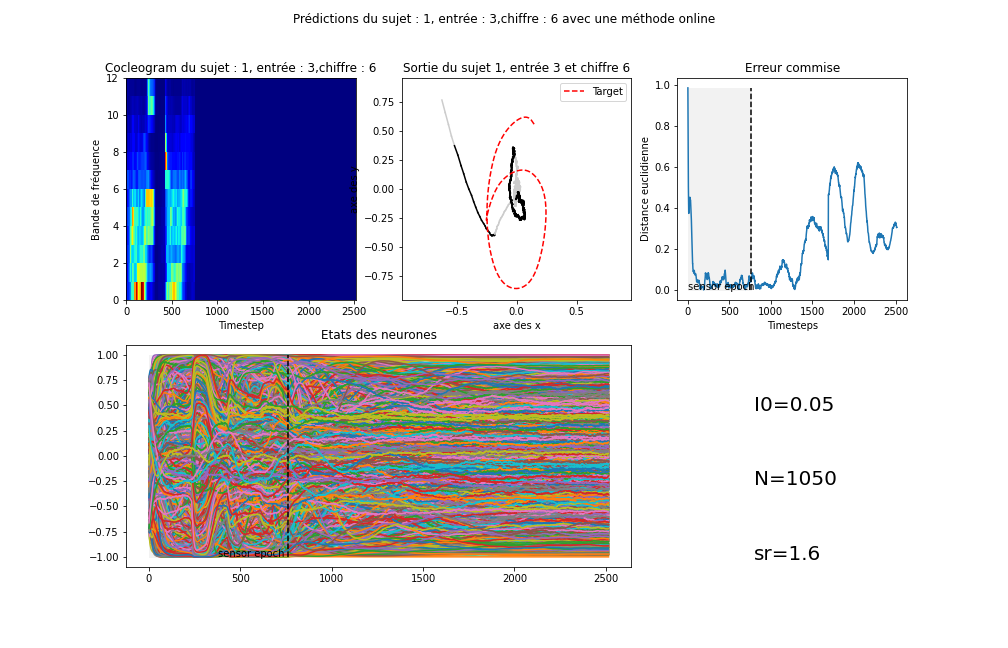 Prédictions du sujet : 1, entrée : 3,chiffre : 6 avec une méthode online
Cocleogram du sujet : 1, entrée : 3,chiffre : 6
Bande de fréquence
12
10
8
6
4
2
0
0 500 1000 1500 2000 2500
Timestep
Sortie du sujet 1, entrée 3 et chiffre 6
Target
0.75
0.50
0.25
0.00
−0.25
−0.50
−0.75
−0.5 0.0 0.5
axe des x
Erreur commise
Distance euclidienne
1.0
0.8
0.6
0.4
0.2
0.0
sensor epoch
0 500 1000 1500 2000 2500
Timesteps
Etats des neurones
1.00
0.75
0.50
0.25
0.00
−0.25
−0.50
−0.75
−1.00
sensor epoch
0 500 1000 1500 2000 2500
I0=0.05
N=1050
sr=1.6